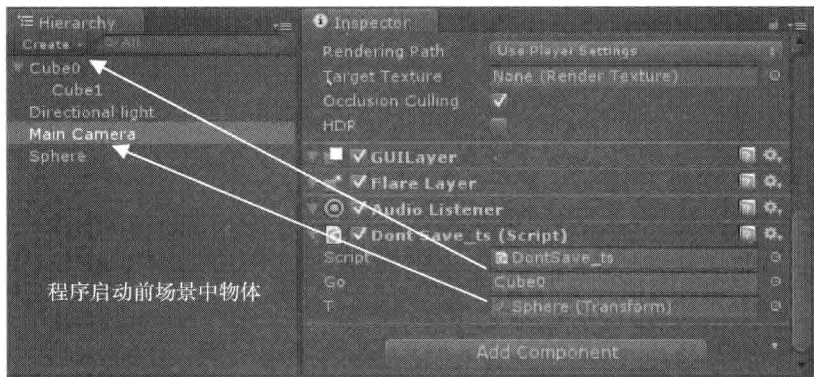 Hierarchy
Create
All
Cube0
Cube1
Directional light
Main Camera
Sphere
程序启动前场景中物体
Inspector
Rendering Path
Use Player Settings
Target Texture
None (Render Texture)
Occlusion Culling
HDR
GUILayer
Flare Layer
Audio Listener
Dont Save_ts (Script)
Script
DontSave_ts
Go
Cube0
T
Sphere (Transform)
Add Component